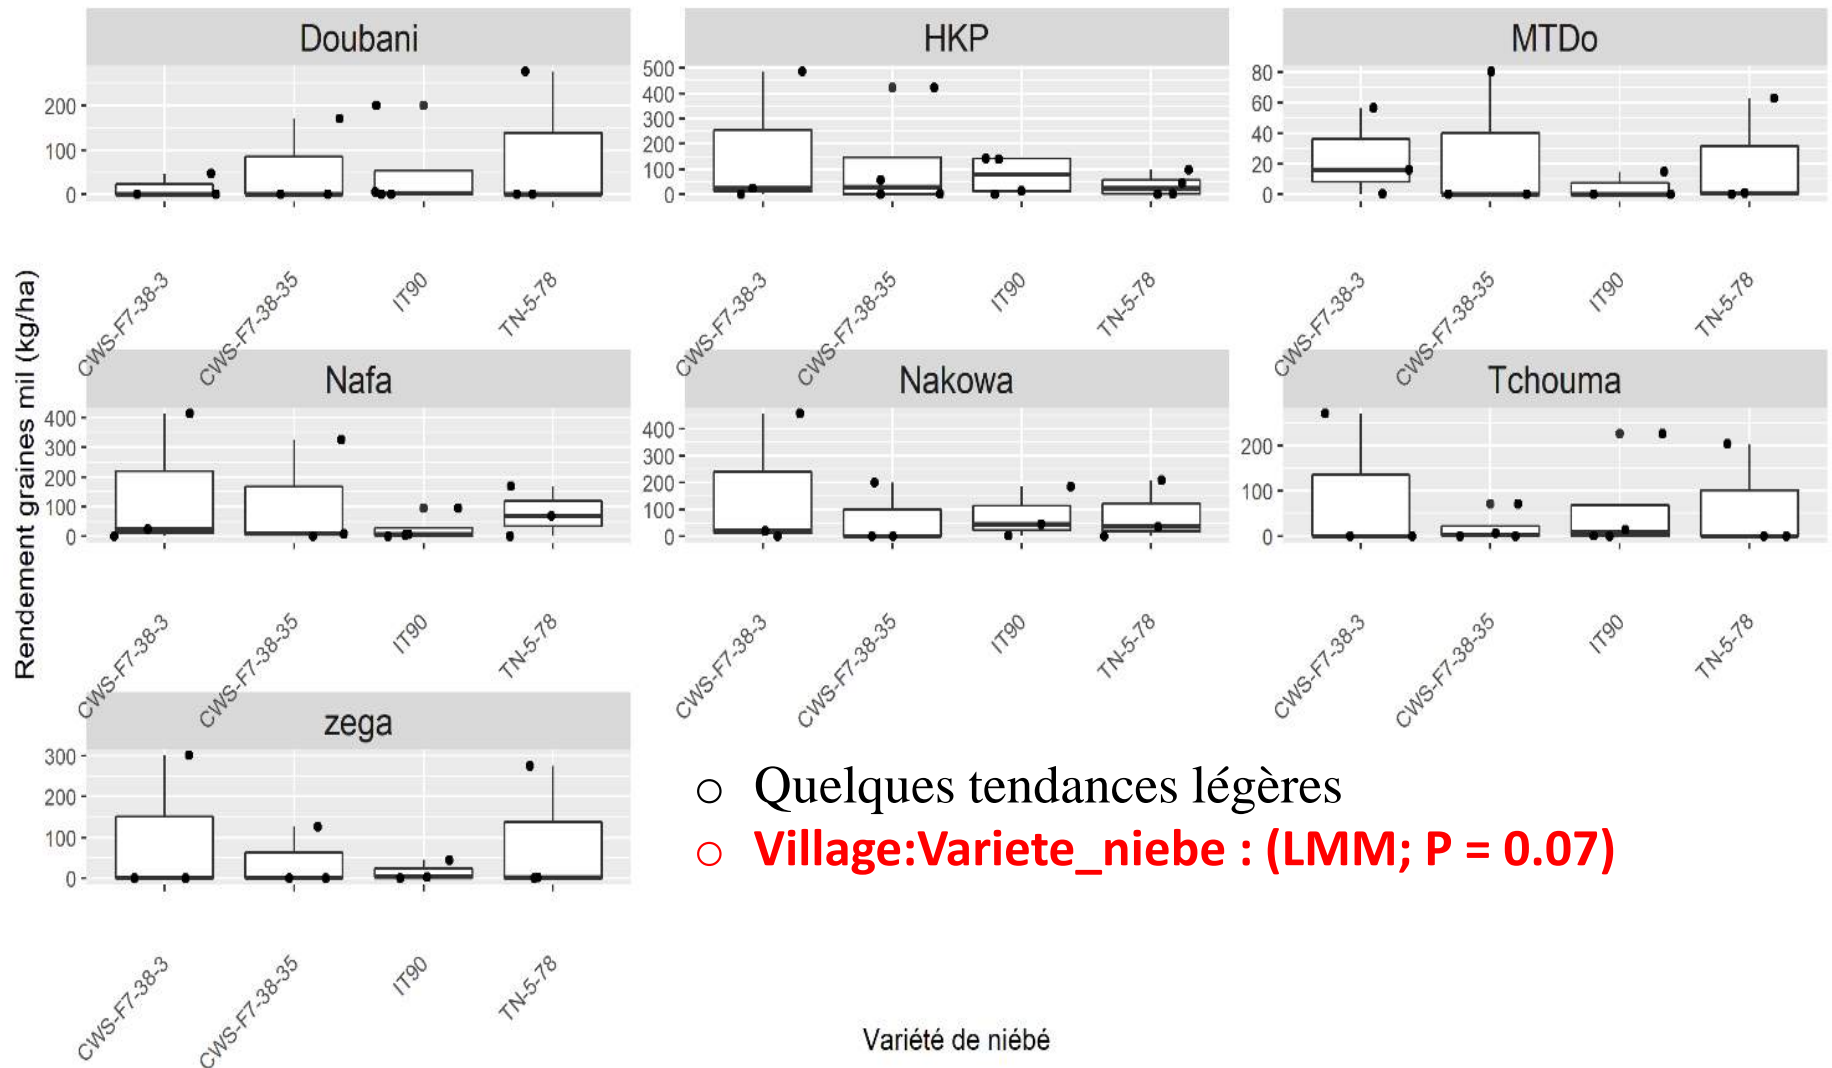 Doubani
HKP
MTDo
200
100
0
500
400
300
200
100
0
80
60
40
20
0
CWS-F7-38-3
CWS-F7-38-35
IT90
TN-5-78
CWS-F7-38-3
CWS-F7-38-35
IT90
TN-5-78
CWS-F7-38-3
CWS-F7-38-35
IT90
TN-5-78
Rendement graines mil (kg/ha)
Nafa
Nakowa
Tchouma
400
300
200
100
0
400
300
200
100
0
200
100
0
CWS-F7-38-3
CWS-F7-38-35
IT90
TN-5-78
CWS-F7-38-3
CWS-F7-38-35
IT90
TN-5-78
CWS-F7-38-3
CWS-F7-38-35
IT90
TN-5-78
zega
300
200
100
0
CWS-F7-38-3
CWS-F7-38-35
IT90
TN-5-78
Quelques tendances légères
Village:Variete_niebe : (LMM; P = 0.07)
Variété de niébé